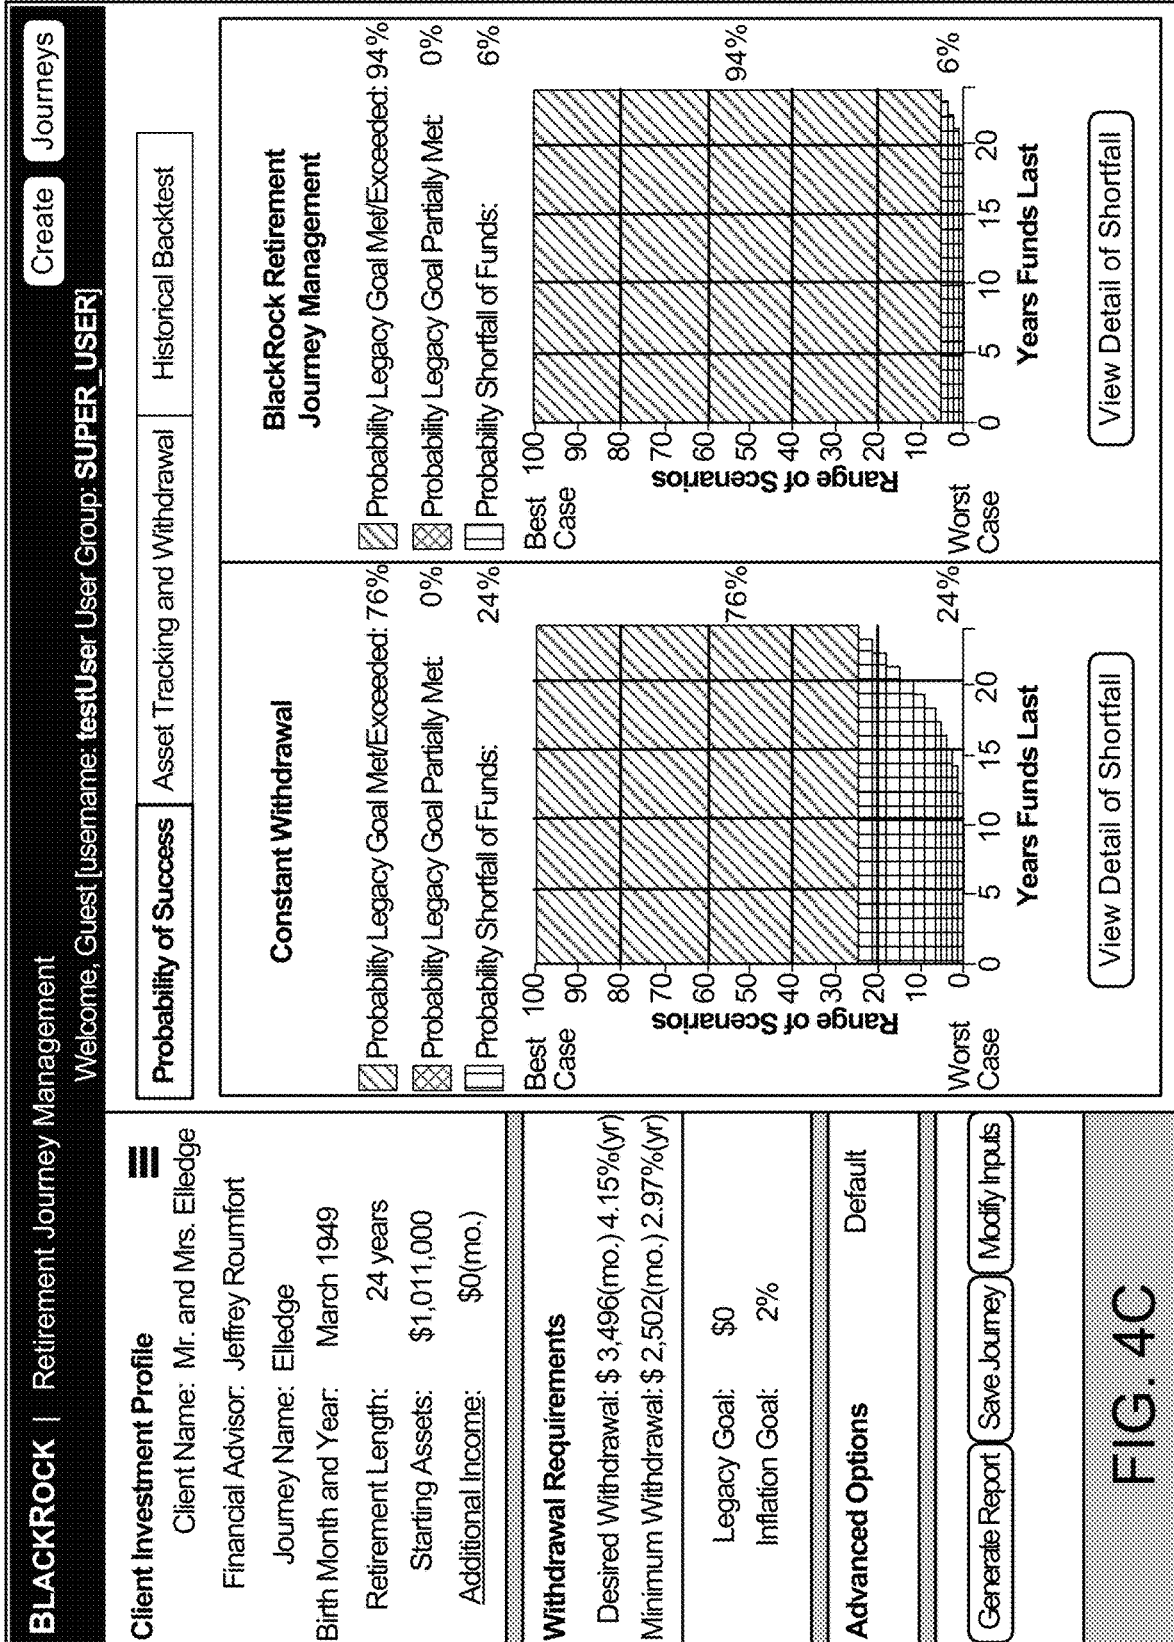 BLACKROCK | Retirement Journey Management
Create
Journeys
Welcome, Guest [username: testUser User Group: SUPER_USER]
Client Investment Profile
Client Name: Mr. and Mrs. Elledge
Financial Advisor: Jeffrey Roumfort
Journey Name: Elledge
Birth Month and Year: March 1949
Retirement Length: 24 years
Starting Assets: $1,011,000
Additional Income: $0(mo.)
Withdrawal Requirements
Desired Withdrawal: $ 3,496(mo.) 4.15%(yr)
Minimum Withdrawal: $ 2,502(mo.) 2.97%(yr)
Legacy Goal: $0
Inflation Goal: 2%
Advanced Options Default
Generate Report
Save Journey
Modify Inputs
Probability of Success
Asset Tracking and Withdrawal
Historical Backtest
Constant Withdrawal
Probability Legacy Goal Met/Exceeded: 76%
Probability Legacy Goal Partially Met: 0%
Probability Shortfall of Funds: 24%
Best
Case
100
90
80
70
60
50
40
30
20
10
0
Range of Scenarios
Worst
Case
76%
24%
0 5 10 15 20
Years Funds Last
View Detail of Shortfall
BlackRock Retirement
Journey Management
Probability Legacy Goal Met/Exceeded: 94%
Probability Legacy Goal Partially Met: 0%
Probability Shortfall of Funds: 6%
Best
Case
100
90
80
70
60
50
40
30
20
10
0
Range of Scenarios
Worst
Case
94%
6%
0 5 10 15 20
Years Funds Last
View Detail of Shortfall
FIG. 4C